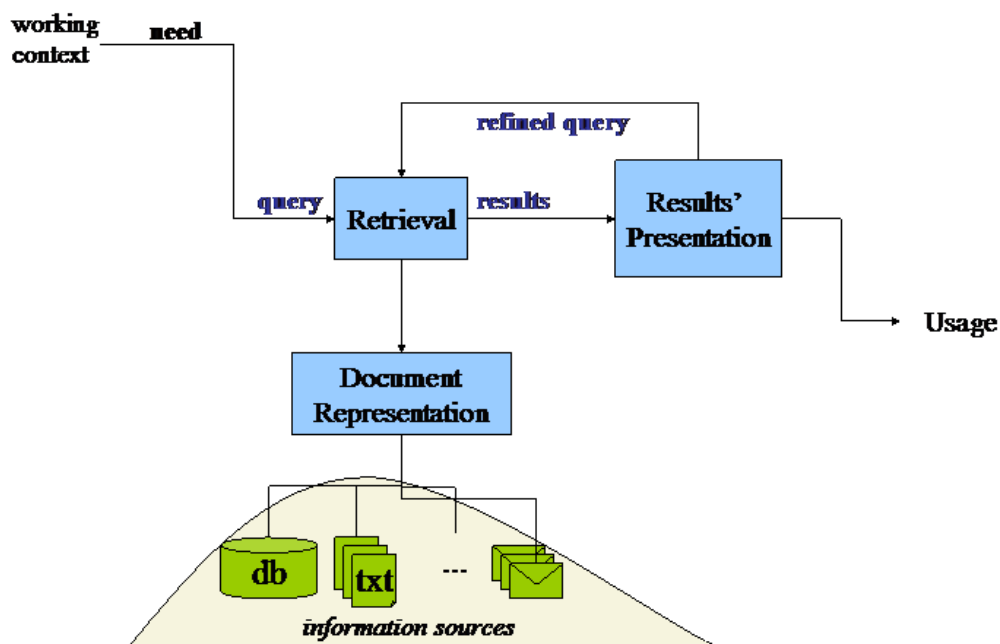 working
context
need
refined query
query
Retrieval
results
Results’
Presentation
Usage
Document
Representation
db
txt
...
information sources